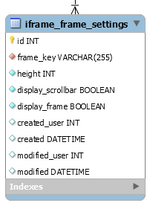 iframe_frame_settings
id INT
frame_key VARCHAR(255)
height INT
display_scrollbar BOOLEAN
display_frame BOOLEAN
created_user INT
created DATETIME
modified_user INT
modified DATETIME
Indexes